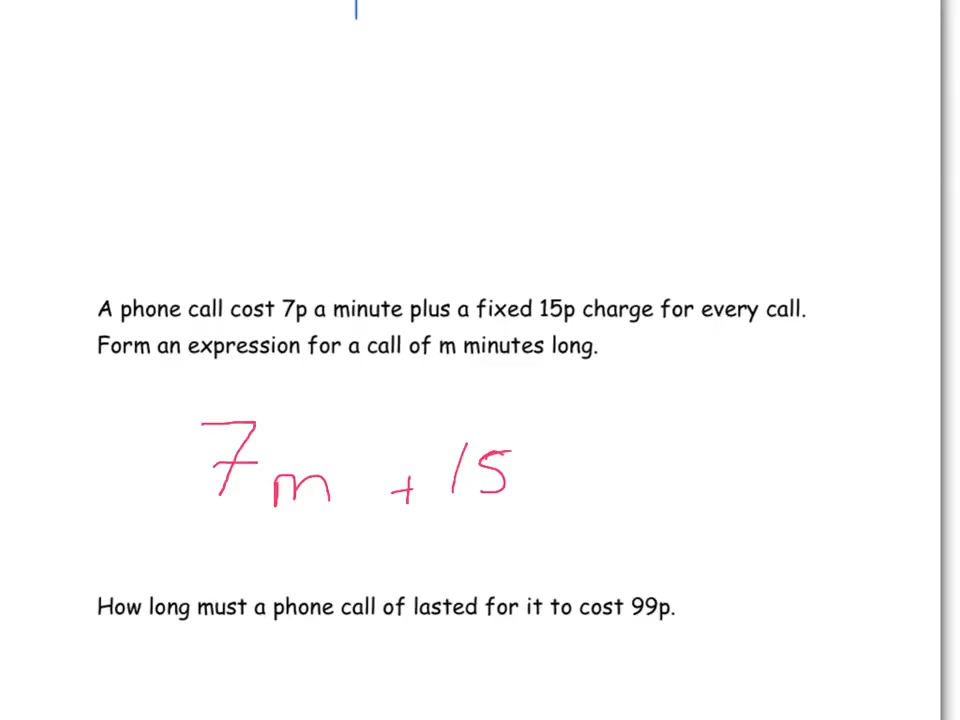 A phone call cost 7p a minute plus a fixed 15p charge for every call.
Form an expression for a call of m minutes long.
7m + 15
How long must a phone call of lasted for it to cost 99p.